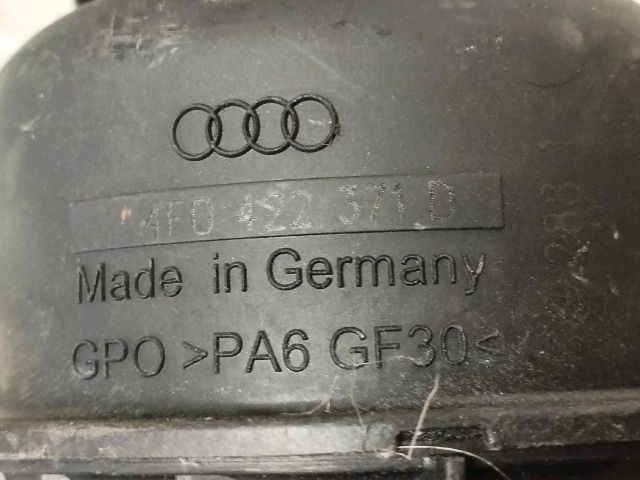 4F0 422 371 D
Made in Germany
GPO >PA6 GF30<